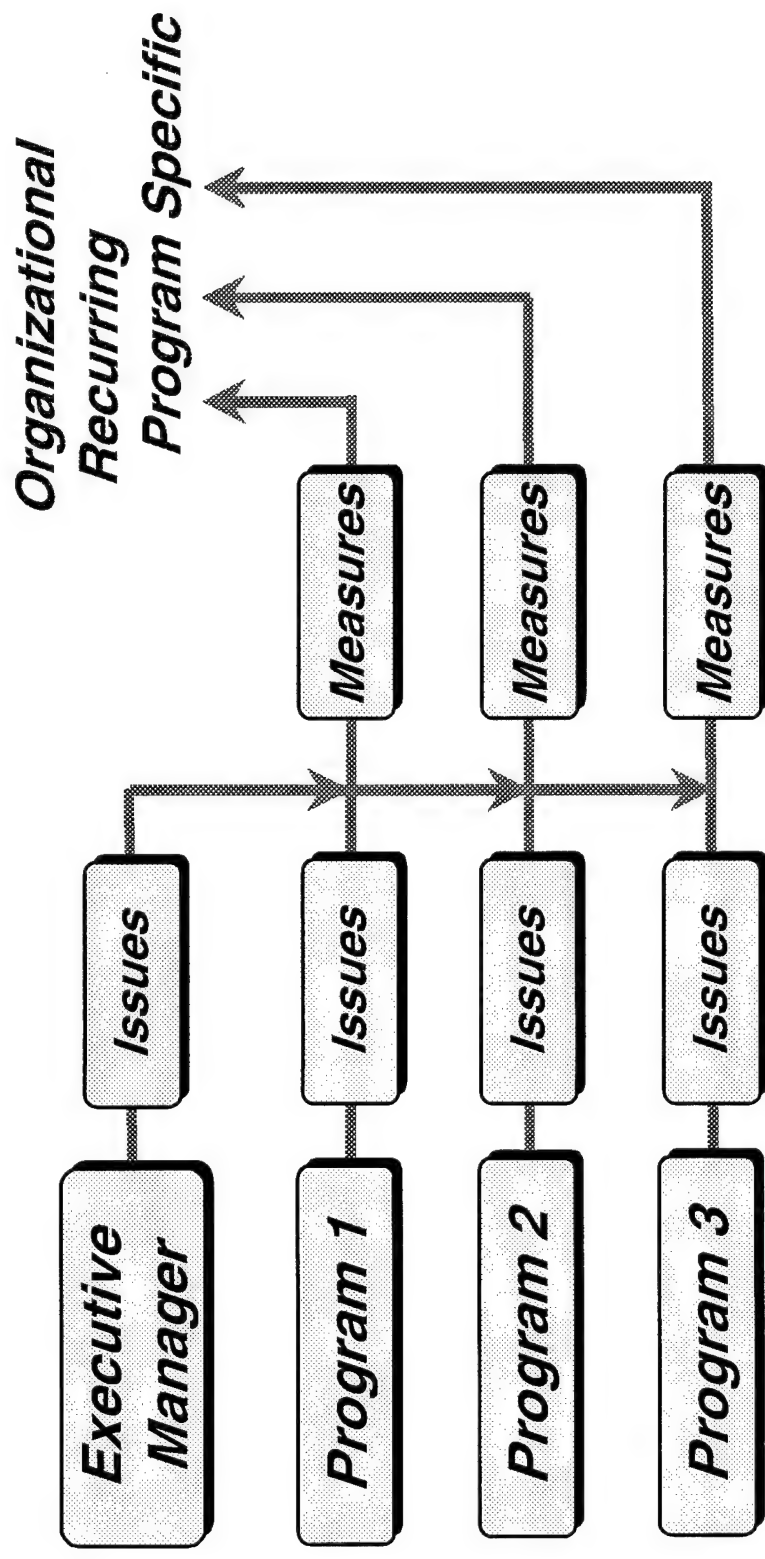 Organizational
Recurring
Program Specific
Executive
Manager
Issues
Program 1
Issues
Measures
Program 2
Issues
Measures
Program 3
Issues
Measures